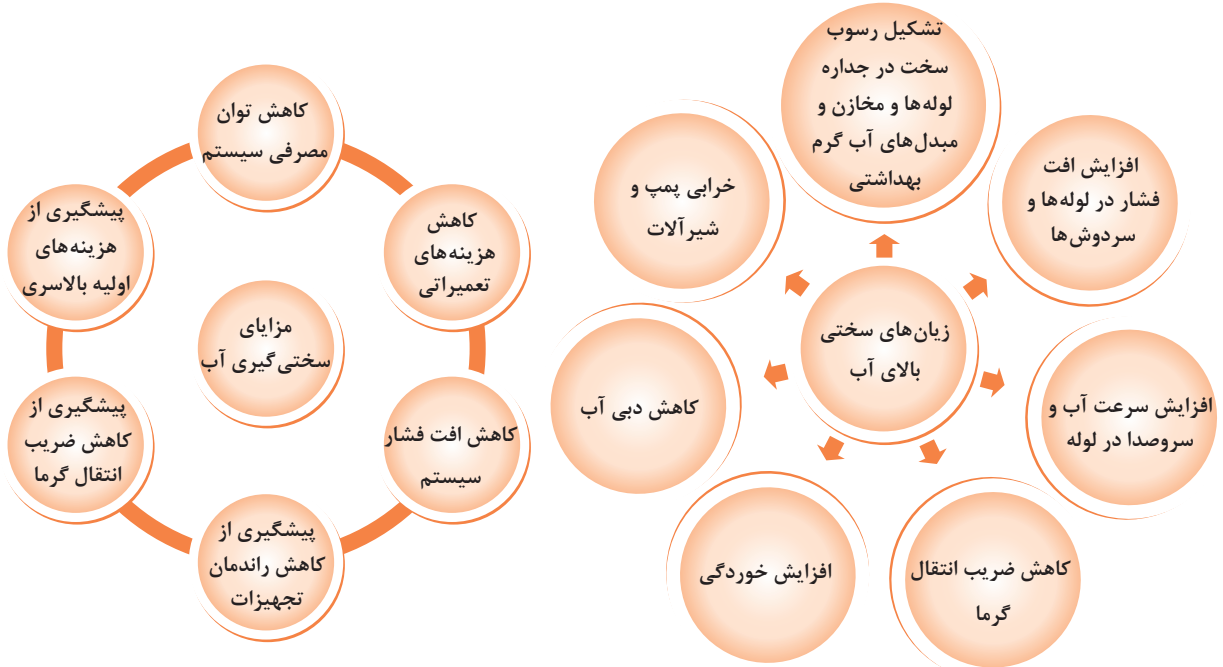 زیان‌های سختی
بالای آب
تشکیل رسوب
سخت در جداره
لوله‌ها و مخازن و
مبدل‌های آب گرم
بهداشتی
افزایش افت
فشار در لوله‌ها و
سردوش‌ها
افزایش سرعت آب و
سروصدا در لوله
کاهش ضریب انتقال
گرما
افزایش خوردگی
کاهش دبی آب
خرابی پمپ و
شیرآلات
مزایای
سختی‌گیری آب
کاهش توان
مصرفی سیستم
کاهش
هزینه‌های
تعمیراتی
کاهش افت فشار
سیستم
پیشگیری از
کاهش راندمان
تجهیزات
پیشگیری از
کاهش ضریب
انتقال گرما
پیشگیری از
هزینه‌های
اولیه بالاسری